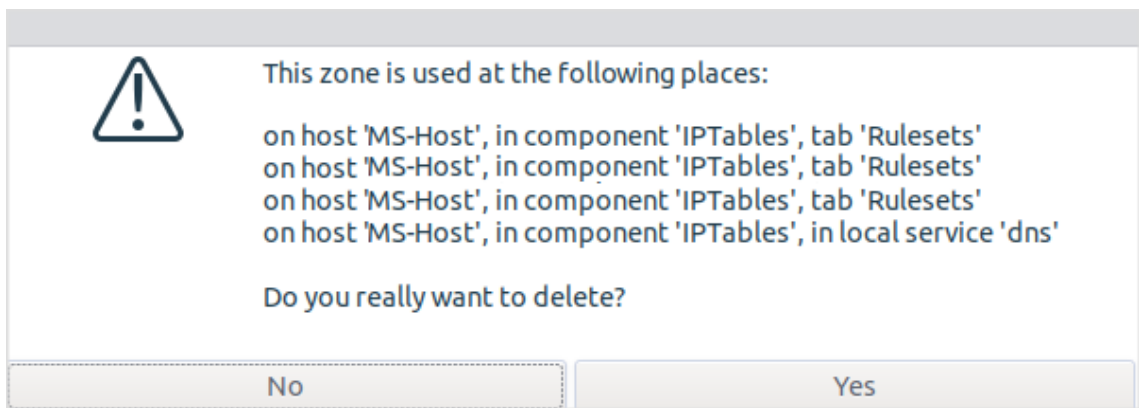 This zone is used at the following places:
on host 'MS-Host', in component 'IPTables', tab 'Rulesets'
on host 'MS-Host', in component 'IPTables', tab 'Rulesets'
on host 'MS-Host', in component 'IPTables', tab 'Rulesets'
on host 'MS-Host', in component 'IPTables', in local service 'dns'
Do you really want to delete?
No
Yes